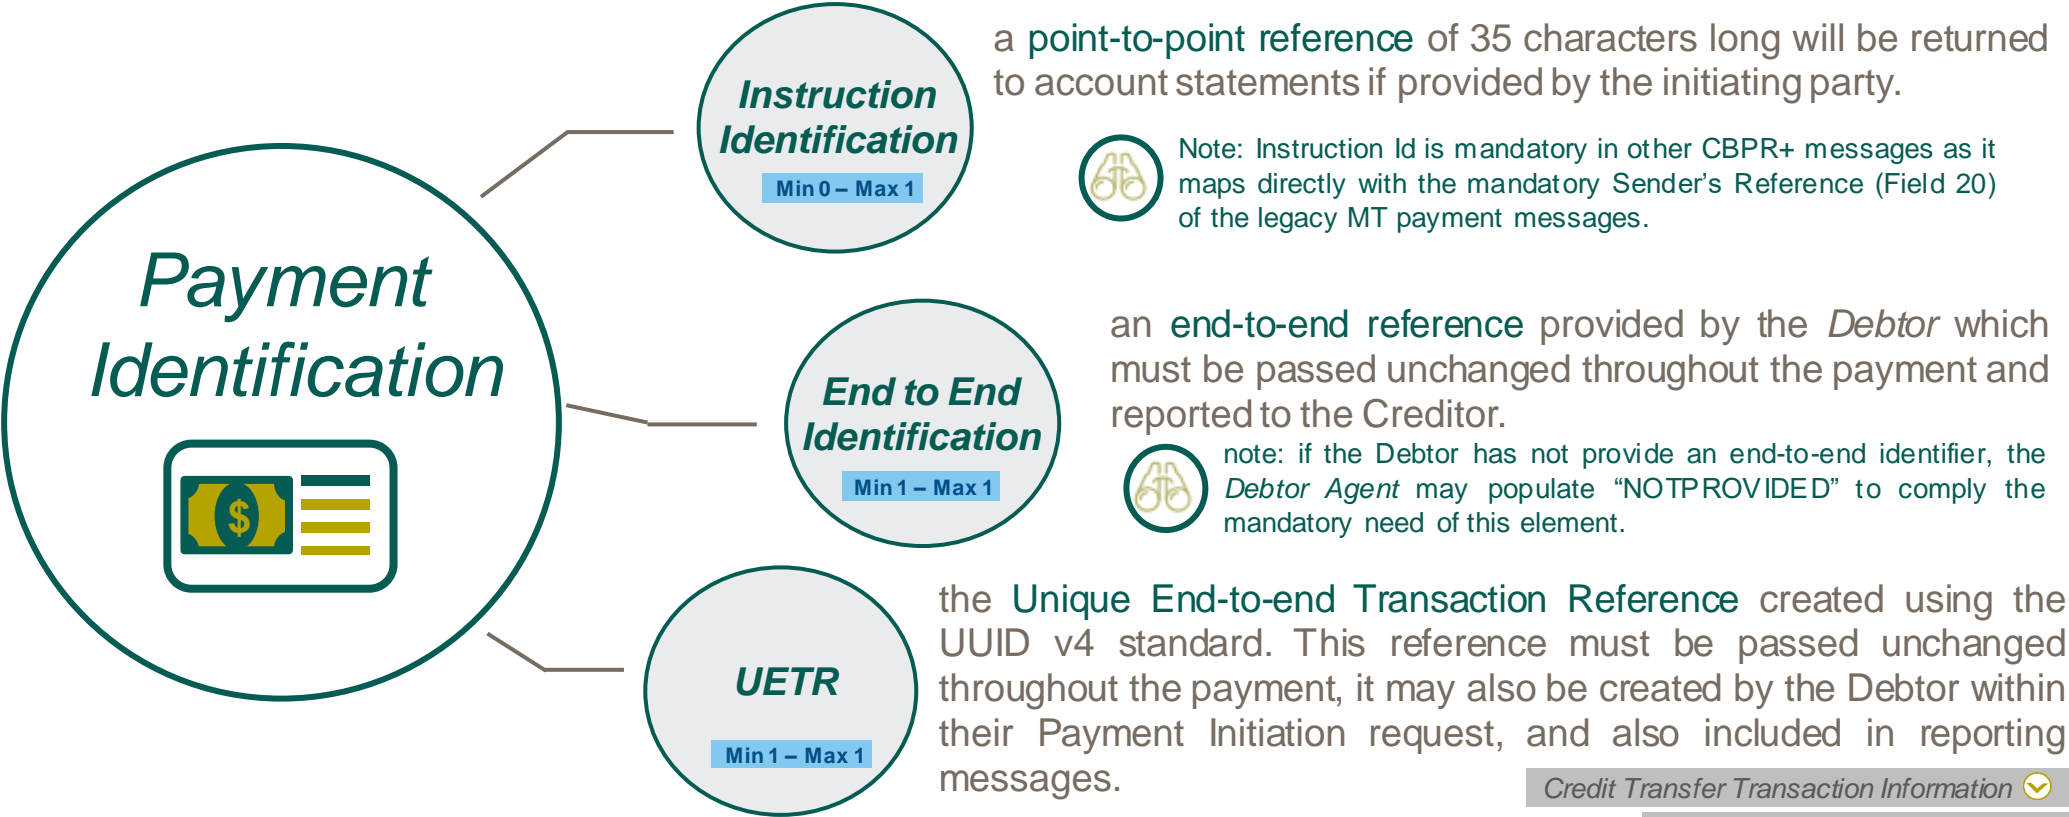 Payment
Identification
$
Instruction
Identification
Min 0 – Max 1
a point-to-point reference of 35 characters long will be returned
to account statements if provided by the initiating party.
Note: Instruction Id is mandatory in other CBPR+ messages as it
maps directly with the mandatory Sender's Reference (Field 20)
of the legacy MT payment messages.
End to End
Identification
Min 1 – Max 1
an end-to-end reference provided by the Debtor which
must be passed unchanged throughout the payment and
reported to the Creditor.
note: if the Debtor has not provide an end-to-end identifier, the
Debtor Agent may populate “NOTPROVIDED” to comply the
mandatory need of this element.
UETR
Min 1 – Max 1
the Unique End-to-end Transaction Reference created using the
UUID v4 standard. This reference must be passed unchanged
throughout the payment, it may also be created by the Debtor within
their Payment Initiation request, and also included in reporting
messages.
Credit Transfer Transaction Information